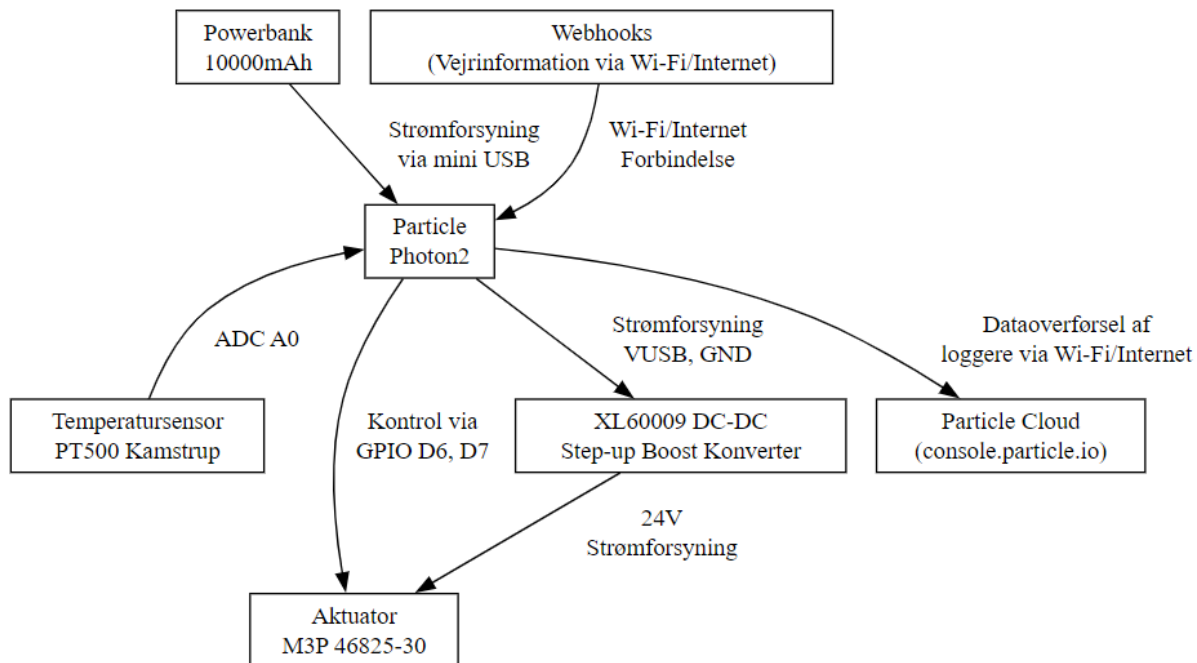 Powerbank
10000mAh
Webhooks
(Vejrinformation via Wi-Fi/Internet)
Strømforsyning
via mini USB
Wi-Fi/Internet
Forbindelse
Particle
Photon2
ADC A0
Strømforsyning
VUSB, GND
Dataoverførsel af
loggere via Wi-Fi/Internet
Temperatursensor
PT500 Kamstrup
Kontrol via
GPIO D6, D7
XL60009 DC-DC
Step-up Boost Konverter
Particle Cloud
(console.particle.io)
24V
Strømforsyning
Aktuator
M3P 46825-30